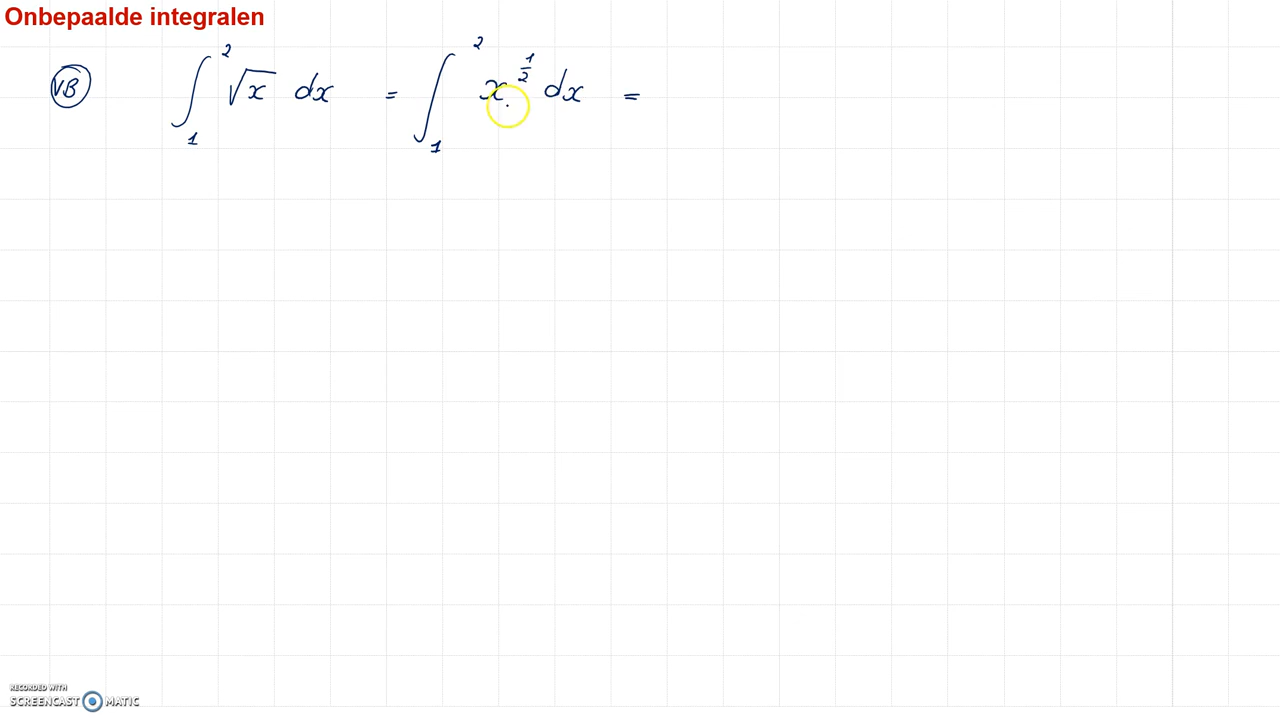 Onbepaalde integralen
VB ∫₁² √x dx = ∫₁² x^(1/2) dx =
RECORDED WITH
SCREENCAST MATIC